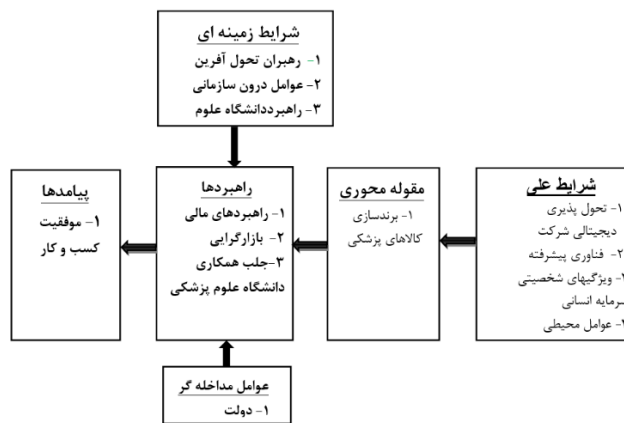 شرایط زمینه ای
۱- رهبران تحول آفرین
۲- عوامل درون سازمانی
۳- راهبرددانشگاه علوم
شرایط علی
۱- تحول پذیری
دیجیتالی شرکت
۲- فناوری پیشرفته
ویژگیهای شخصیتی
سرمایه انسانی
عوامل محیطی
مقوله محوری
۱- برندسازی
کالاهای پزشکی
راهبردها
۱- راهبردهای مالی
۲- بازارگرایی
۳-جلب همکاری
دانشگاه علوم پزشکی
پیامدها
۱- موفقیت
کسب و کار
عوامل مداخله گر
۱- دولت